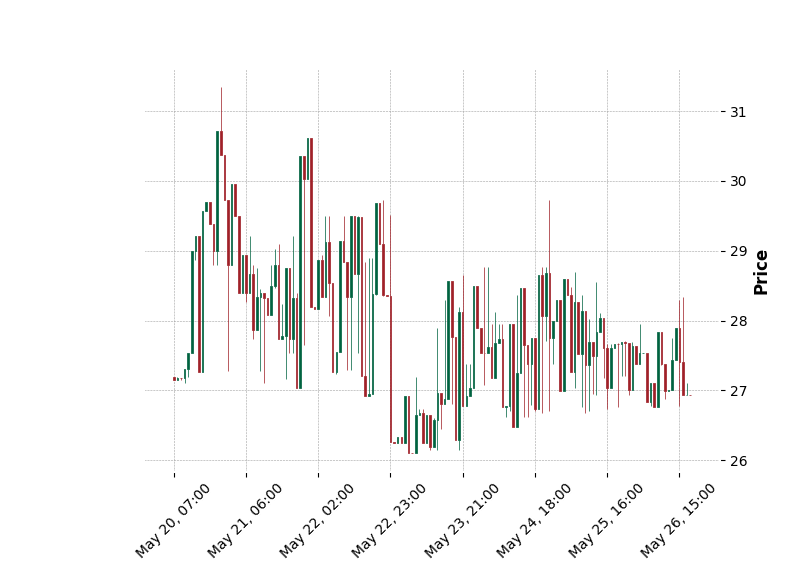 31
30
29
28
27
26
Price
May 20, 07:00
May 21, 06:00
May 22, 02:00
May 22, 23:00
May 23, 21:00
May 24, 18:00
May 25, 16:00
May 26, 15:00